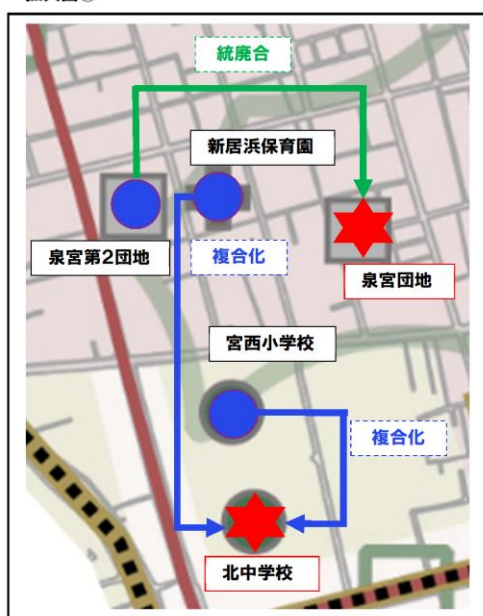 統廃合
新居浜保育園
泉宮第2団地
複合化
泉宮団地
宮西小学校
複合化
北中学校